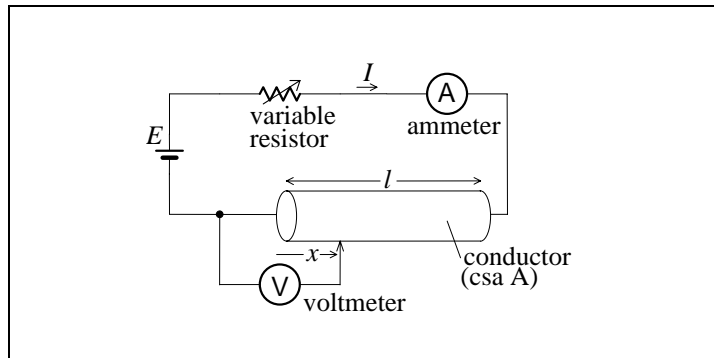 I
A
variable
resistor
ammeter
E
l
x
conductor
(csa A)
V
voltmeter